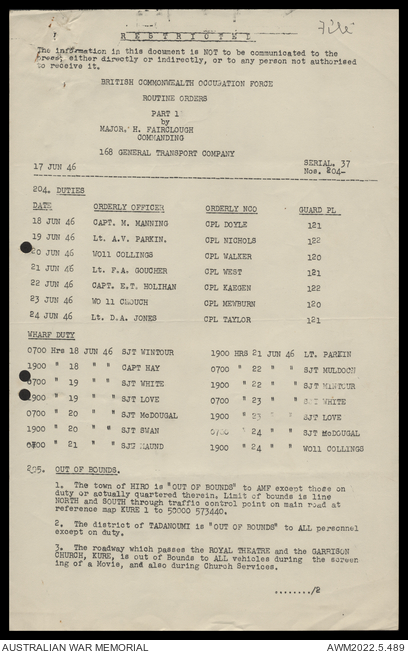 File
R E S T R I C T E D
The information in this document is NOT to be communicated to the
press either directly or indirectly, or to any person not authorised
to receive it.
BRITISH COMMONWEALTH OCCUPATION FORCE
ROUTINE ORDERS
PART 1
by
MAJOR. H. FAIRCLOUGH
COMMANDING
168 GENERAL TRANSPORT COMPANY
17 JUN 46 SERIAL. 37
Nos. 204-
204. DUTIES
DATE ORDERLY OFFICER ORDERLY NCO GUARD PL
18 JUN 46 CAPT. M. MANNING CPL DOYLE 121
19 JUN 46 Lt. A.V. PARKIN. CPL NICHOLS 122
20 JUN 46 WO11 COLLINGS CPL WALKER 120
21 JUN 46 Lt. F.A. GOUCHER CPL WEST 121
22 JUN 46 CAPT. E.T. HOLIHAN CPL KAEGEN 122
23 JUN 46 WO 11 CROUCH CPL MEWBURN 120
24 JUN 46 Lt. D.A. JONES CPL TAYLOR 121
WHARF DUTY
0700 Hrs 18 JUN 46 SJT WINTOUR 1900 HRS 21 JUN 46 LT. PARKIN
1900 " 18 " " CAPT HAY 0700 " 22 " " SJT MULDOON
0700 " 19 " " SJT WHITE 1900 " 22 " " SJT WINTOUR
1900 " 19 " " SJT LOVE 0700 " 23 " " SJT WHITE
0700 " 20 " " SJT McDOUGAL 1900 " 23 " " SJT LOVE
1900 " 20 " " SJT SWAN 0700 " 24 " " SJT McDOUGAL
0700 " 21 " " SJT MAUND 1900 " 24 " " WO11 COLLINGS
205. OUT OF BOUNDS.
1. The town of HIRO is "OUT OF BOUNDS" to AMF except those on
duty or actually quartered therein. Limit of bounds is line
NORTH and SOUTH through traffic control point on main road at
reference map KURE 1 to 50000 573440.
2. The district of TADANOUMI is "OUT OF BOUNDS" to ALL personnel
except on duty.
3. The roadway which passes the ROYAL THEATRE and the GARRISON
CHURCH, KURE, is out of Bounds to ALL vehicles during the screen
ing of a Movie, and also during Church Services.
......../2
AUSTRALIAN WAR MEMORIAL AWM2022.5.489